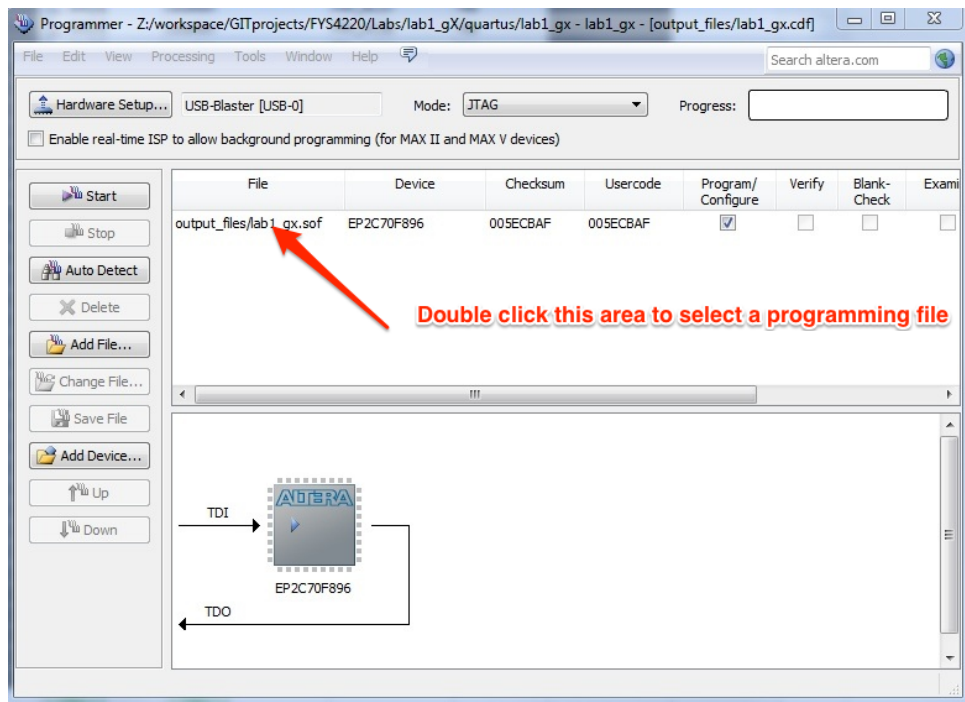 Programmer - Z:/workspace/GITprojects/FYS4220/Labs/lab1_gX/quartus/lab1_gx - lab1_gx - [output_files/lab1_gx.cdf]
File Edit View Processing Tools Window Help
Search altera.com
Hardware Setup...
USB-Blaster [USB-0]
Mode: JTAG
Progress:
Enable real-time ISP to allow background programming (for MAX II and MAX V devices)
Start
Stop
Auto Detect
Delete
Add File...
Change File...
Save File
Add Device...
Up
Down
File Device Checksum Usercode Program/ Verify Blank- Exami
Configure Check
output_files/lab1_gx.sof EP2C70F896 005ECBAF 005ECBAF
Double click this area to select a programming file
TDI
ALTERA
EP2C70F896
TDO